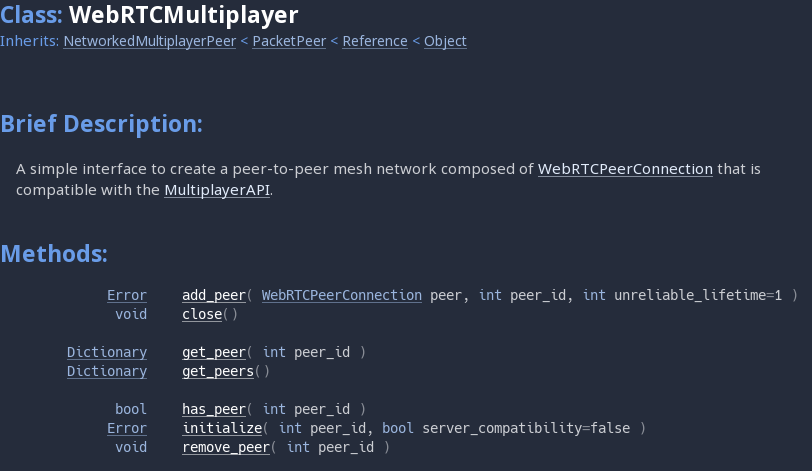 Class: WebRTCMultiplayer
Inherits: NetworkedMultiplayerPeer < PacketPeer < Reference < Object
Brief Description:
A simple interface to create a peer-to-peer mesh network composed of WebRTCPeerConnection that is
compatible with the MultiplayerAPI.
Methods:
Error add_peer( WebRTCPeerConnection peer, int peer_id, int unreliable_lifetime=1 )
void close()
Dictionary get_peer( int peer_id )
Dictionary get_peers()
bool has_peer( int peer_id )
Error initialize( int peer_id, bool server_compatibility=false )
void remove_peer( int peer_id )